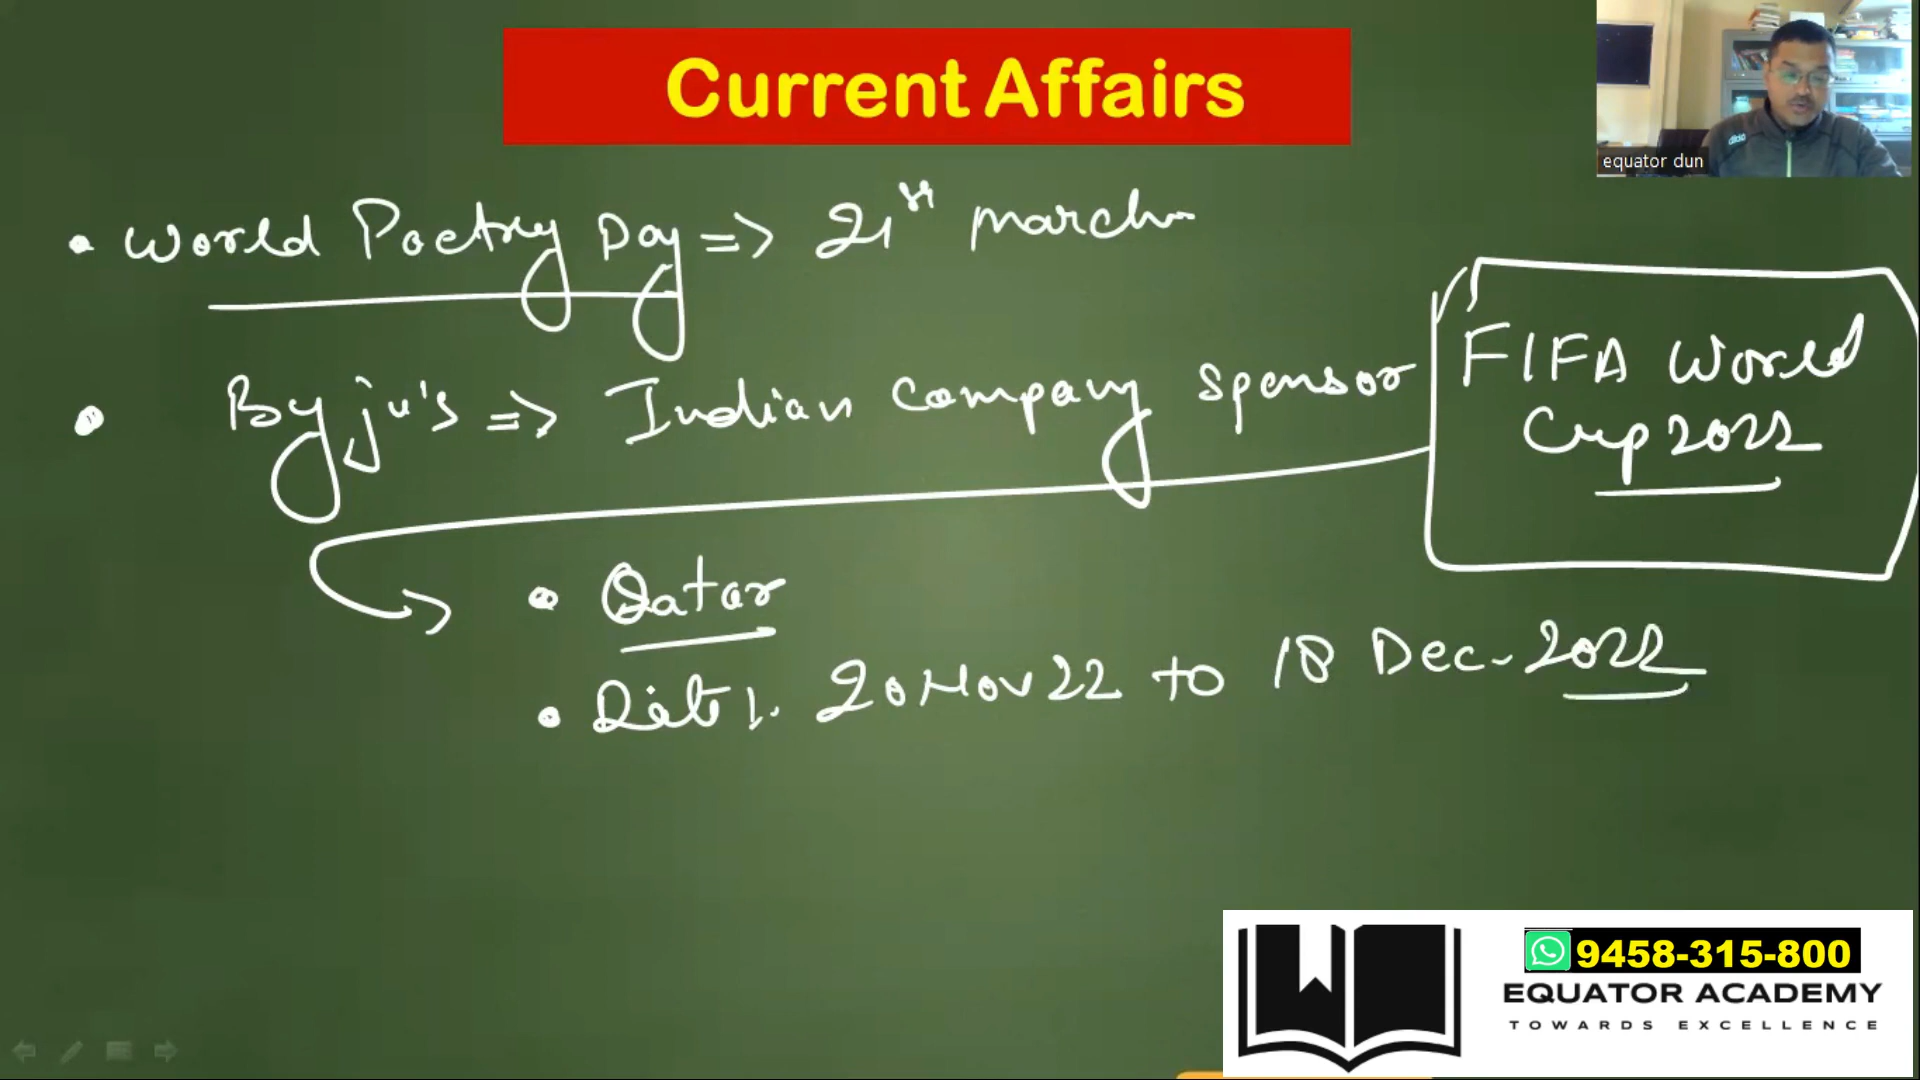 Current Affairs
equator dun
• World Poetry Day => 21st march
• Byju's => Indian Company Sponsor
FIFA World
Cup 2022
• Qatar
• 20 Nov 22 to 18 Dec-2022
9458-315-800
EQUATOR ACADEMY
TOWARDS EXCELLENCE